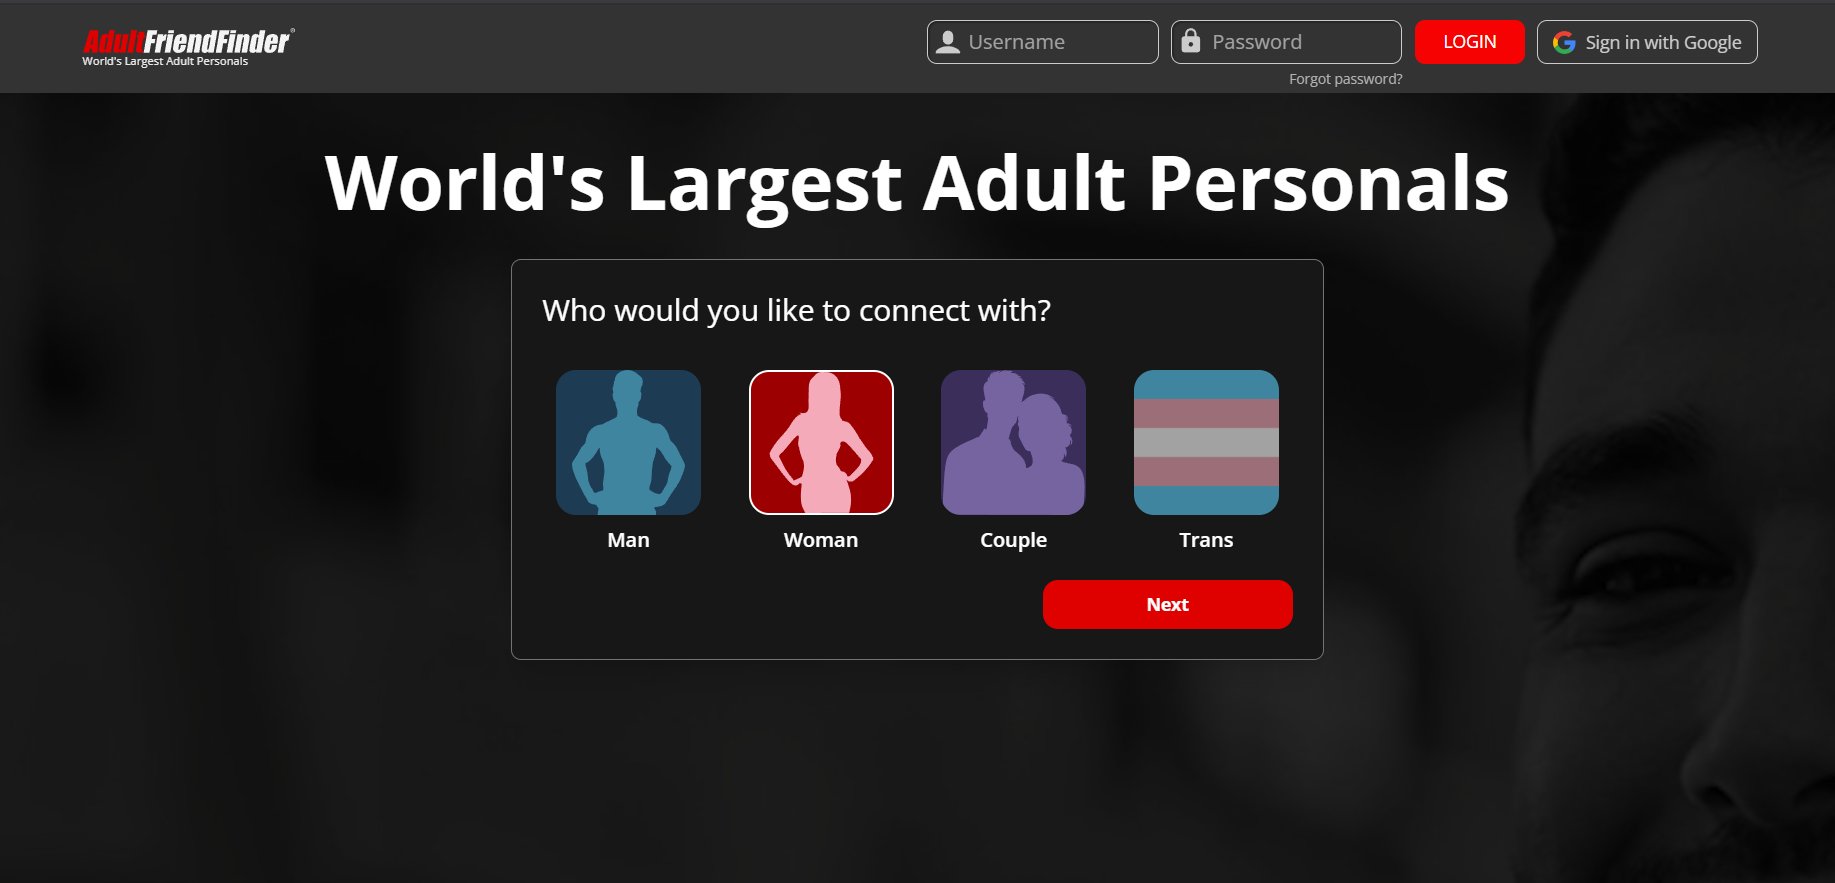 AdultFriendFinder®
World's Largest Adult Personals
Username
Password
LOGIN
Sign in with Google
Forgot password?
World's Largest Adult Personals
Who would you like to connect with?
Man
Woman
Couple
Trans
Next